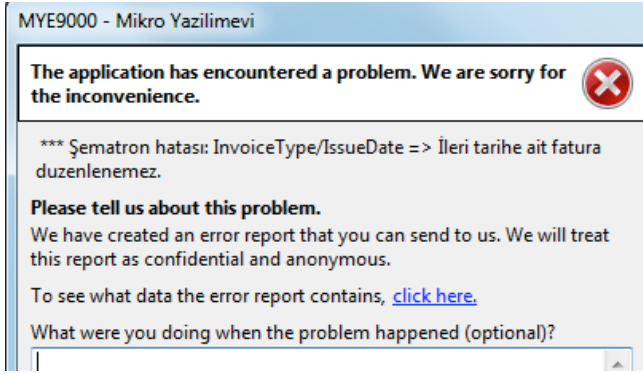 MYE9000 - Mikro Yazilimevi
The application has encountered a problem. We are sorry for
the inconvenience.
*** Şematron hatası: InvoiceType/IssueDate => İleri tarihe ait fatura
duzenlenemez.
Please tell us about this problem.
We have created an error report that you can send to us. We will treat
this report as confidential and anonymous.
To see what data the error report contains, click here.
What were you doing when the problem happened (optional)?